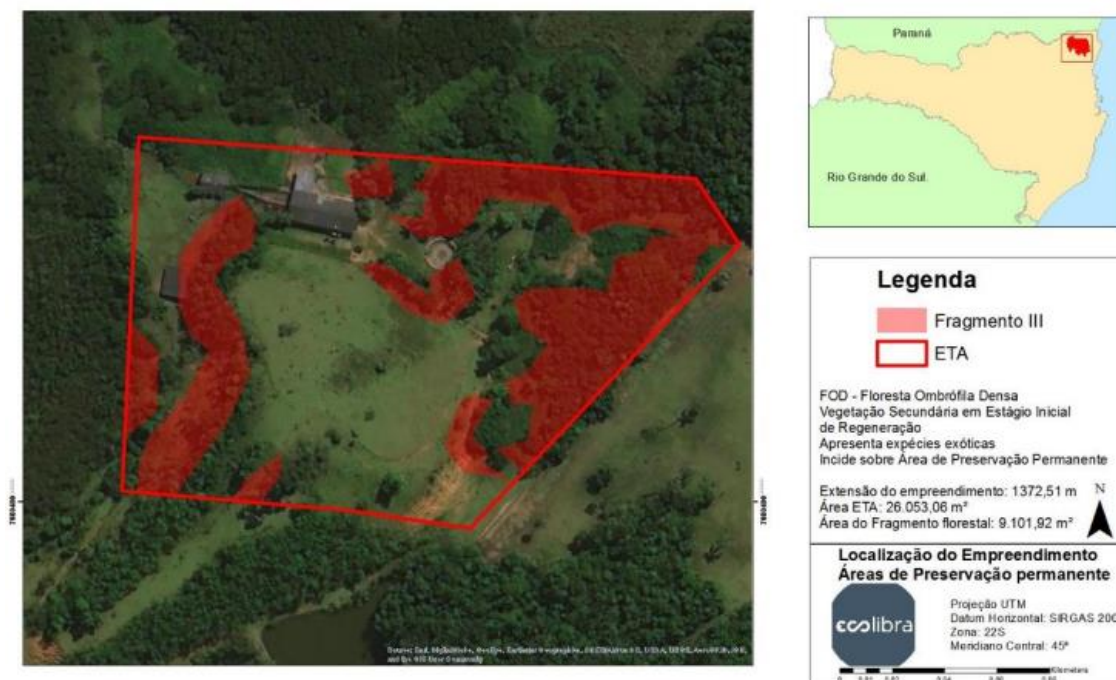 Paraná
Rio Grande do Sul.
Legenda
Fragmento III
ETA
FOD - Floresta Ombrófila Densa
Vegetação Secundária em Estágio Inicial
de Regeneração
Apresenta expécies exóticas
Incide sobre Área de Preservação Permanente
Extensão do empreendimento: 1372,51 m
Área ETA: 26.053,06 m²
Área do Fragmento florestal: 9.101,92 m²
N
Localização do Empreendimento
Áreas de Preservação permanente
ecolibra
Projeção UTM
Datum Horizontal: SIRGAS 200
Zona: 22S
Meridiano Central: 45º